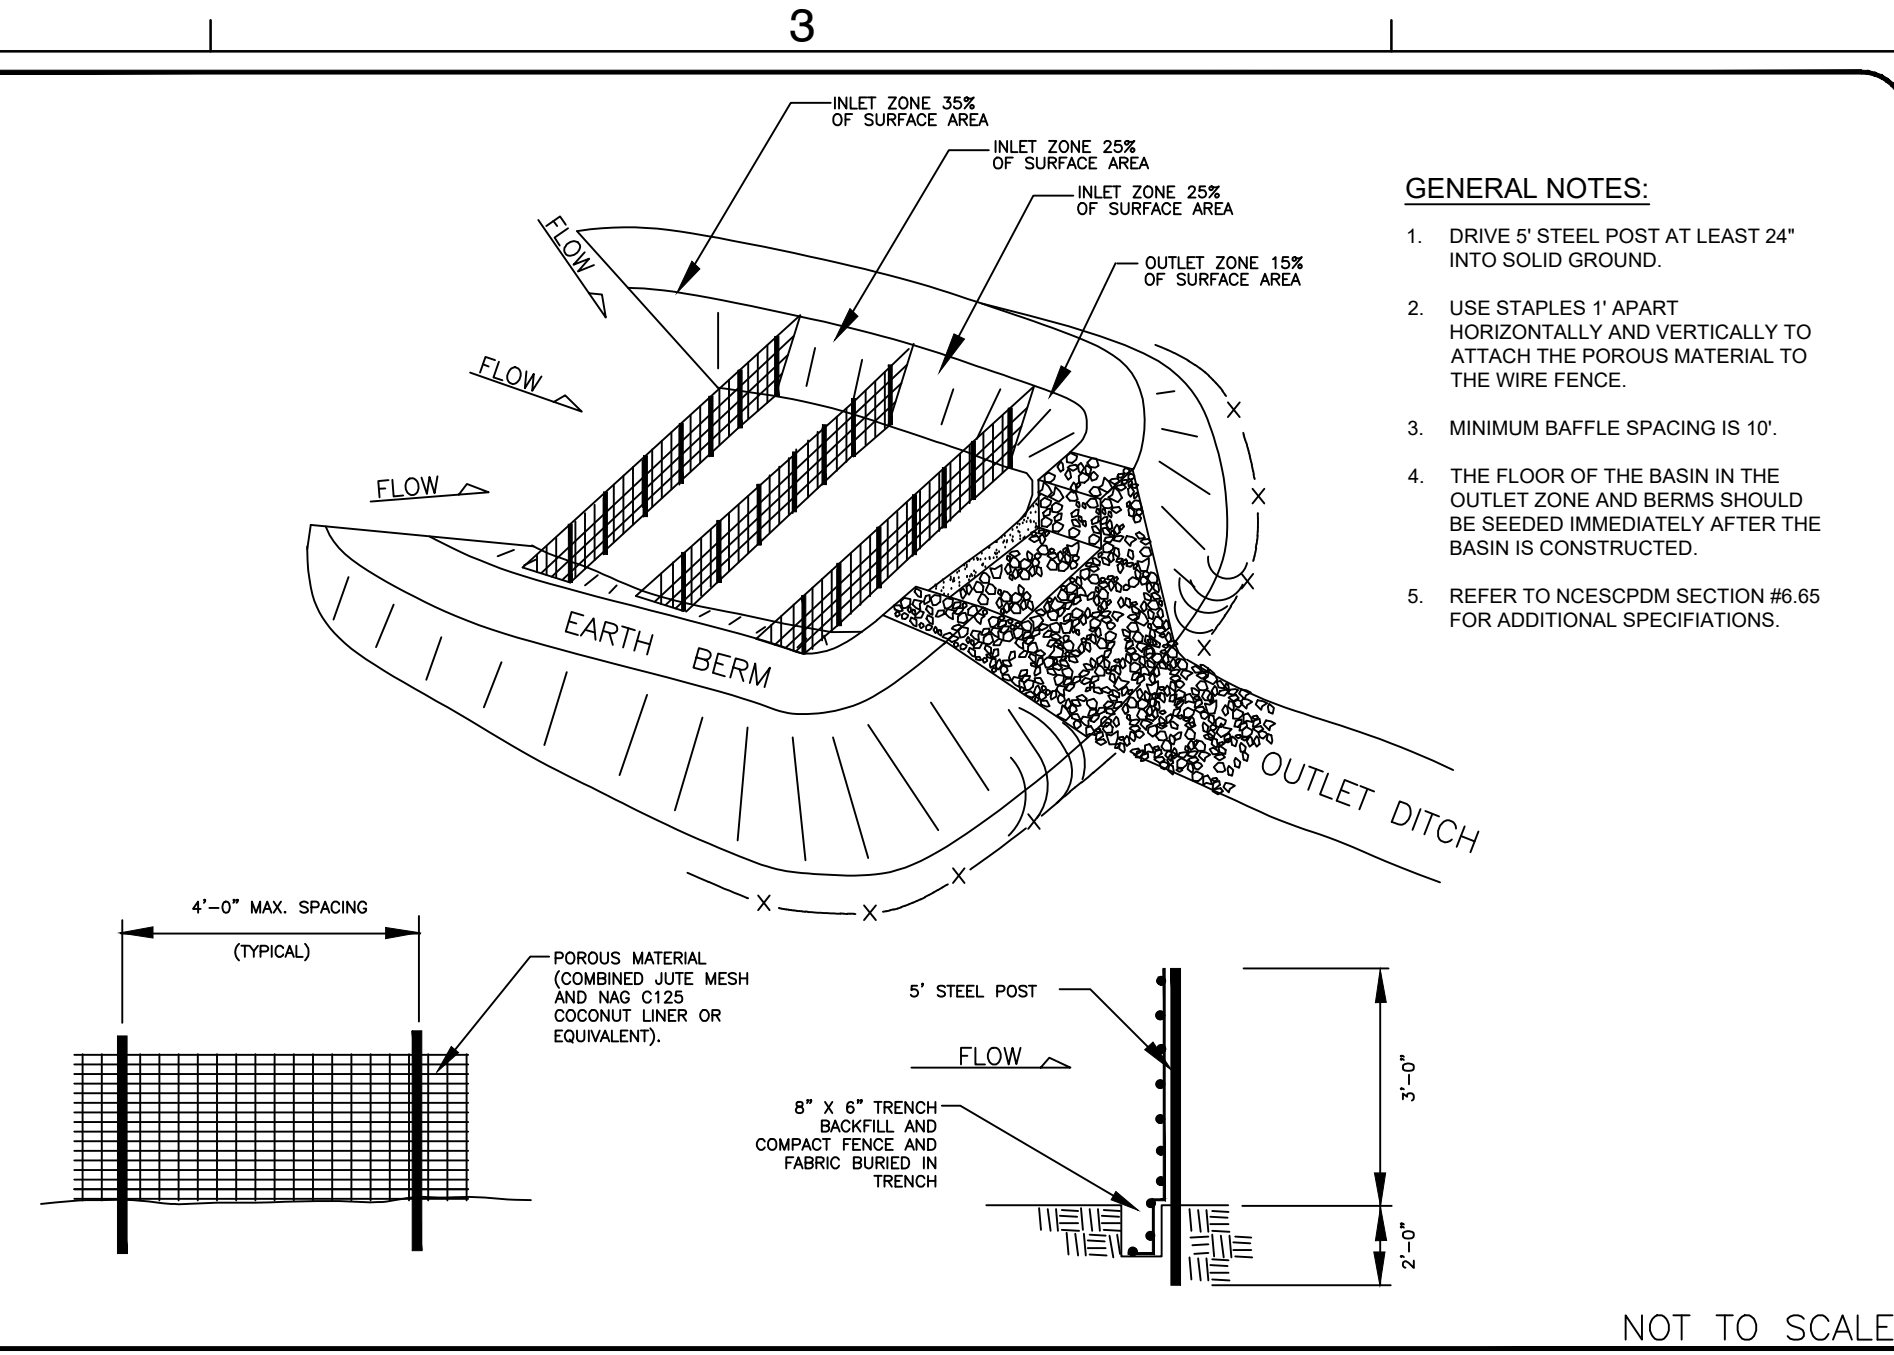 3
INLET ZONE 35%
OF SURFACE AREA
INLET ZONE 25%
OF SURFACE AREA
INLET ZONE 25%
OF SURFACE AREA
OUTLET ZONE 15%
OF SURFACE AREA
FLOW
FLOW
FLOW
EARTH BERM
OUTLET DITCH
X
X
X
X
X
X
X
X
GENERAL NOTES:
1. DRIVE 5' STEEL POST AT LEAST 24"
INTO SOLID GROUND.
2. USE STAPLES 1' APART
HORIZONTALLY AND VERTICALLY TO
ATTACH THE POROUS MATERIAL TO
THE WIRE FENCE.
3. MINIMUM BAFFLE SPACING IS 10'.
4. THE FLOOR OF THE BASIN IN THE
OUTLET ZONE AND BERMS SHOULD
BE SEEDED IMMEDIATELY AFTER THE
BASIN IS CONSTRUCTED.
5. REFER TO NCESCPDM SECTION #6.65
FOR ADDITIONAL SPECIFIATIONS.
4'-0" MAX. SPACING
(TYPICAL)
POROUS MATERIAL
(COMBINED JUTE MESH
AND NAG C125
COCONUT LINER OR
EQUIVALENT).
5' STEEL POST
FLOW
8" X 6" TRENCH
BACKFILL AND
COMPACT FENCE AND
FABRIC BURIED IN
TRENCH
3'-0"
2'-0"
NOT TO SCALE